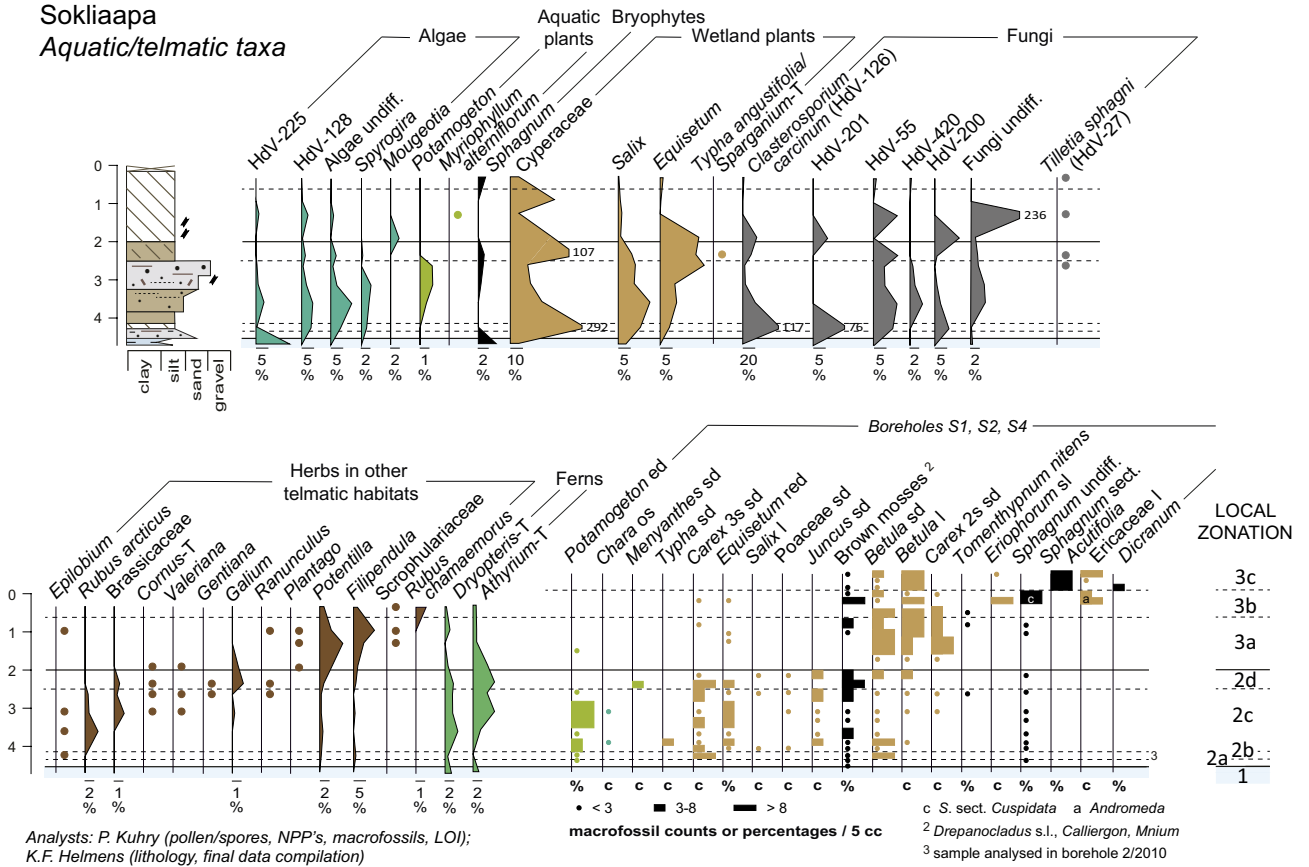 Sokliaapa
Aquatic/telmatic taxa
Algae
Aquatic plants
Bryophytes
Wetland plants
Fungi
HdV-225
HdV-128
Algae undiff.
Spyrogira
Mougeotia
Potamogeton
Myriophyllum alterniflorum
Sphagnum
Cyperaceae
Salix
Equisetum
Typha angustifolia/
Sparganium-T
Clasterosporium
carcinum (HdV-126)
HdV-201
HdV-55
HdV-420
HdV-200
Fungi undiff.
Tilletia sphagni
(HdV-27)
0
1
2
3
4
107
292
117
76
236
clay
silt
sand
gravel
5 5 5 2 2 1 2 10 5 5 20 5 5 2 5 2
% % % % % % % % % % % % % % % %
Boreholes S1, S2, S4
Herbs in other
telmatic habitats
Ferns
Epilobium
Rubus arcticus
Brassicaceae
Cornus-T
Valeriana
Gentiana
Galium
Ranunculus
Plantago
Potentilla
Filipendula
Scrophulariaceae
Rubus
chamaemorus
Dryopteris-T
Athyrium-T
Potamogeton ed
Chara os
Menyanthes sd
Typha sd
Carex 3s sd
Equisetum red
Salix l
Poaceae sd
Juncus sd
Brown mosses 2
Betula sd
Betula l
Carex 2s sd
Tomenthypnum nitens
Eriophorum sl
Sphagnum undiff.
Sphagnum sect.
Acutifolia
Ericaceae l
Dicranum
LOCAL
ZONATION
0
1
2
3
4
c
a
3c
3b
3a
2d
2c
2b
2a
1
3
2 1 1 2 5 1 2 2
% % % % % % % %
% c c c c c c c c % c c c % c % % c %
< 3
3-8
> 8
macrofossil counts or percentages / 5 cc
c S. sect. Cuspidata a Andromeda
2 Drepanocladus s.l., Calliergon, Mnium
3 sample analysed in borehole 2/2010
Analysts: P. Kuhry (pollen/spores, NPP's, macrofossils, LOI);
K.F. Helmens (lithology, final data compilation)